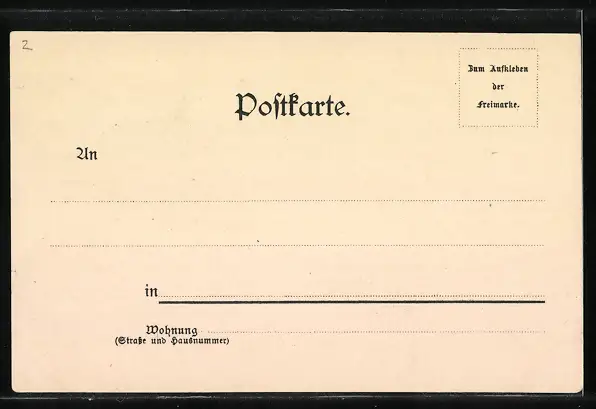 2
Zum Aufkleben
der
Freimarke.
Postkarte.
An
in
Wohnung
(Straße und Hausnummer)